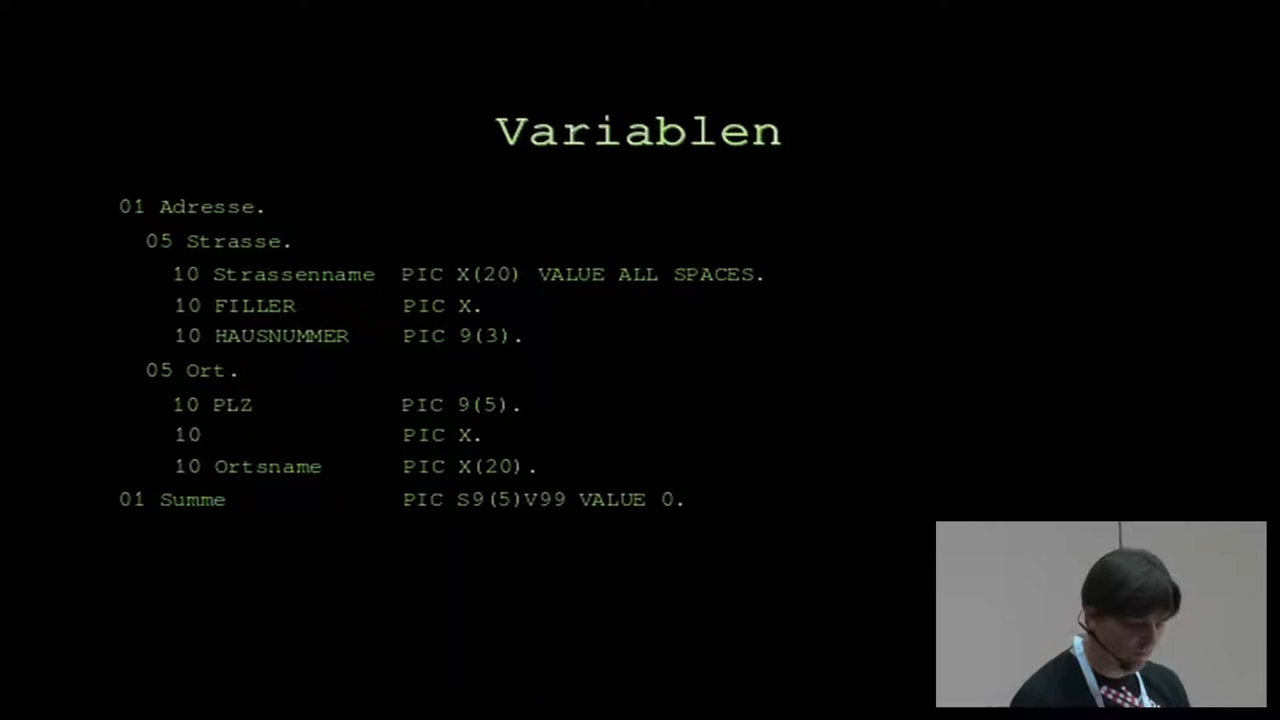 Variablen
01 Adresse.
05 Strasse.
10 Strassenname PIC X(20) VALUE ALL SPACES.
10 FILLER PIC X.
10 HAUSNUMMER PIC 9(3).
05 Ort.
10 PLZ PIC 9(5).
10 PIC X.
10 Ortsname PIC X(20).
01 Summe PIC S9(5)V99 VALUE 0.